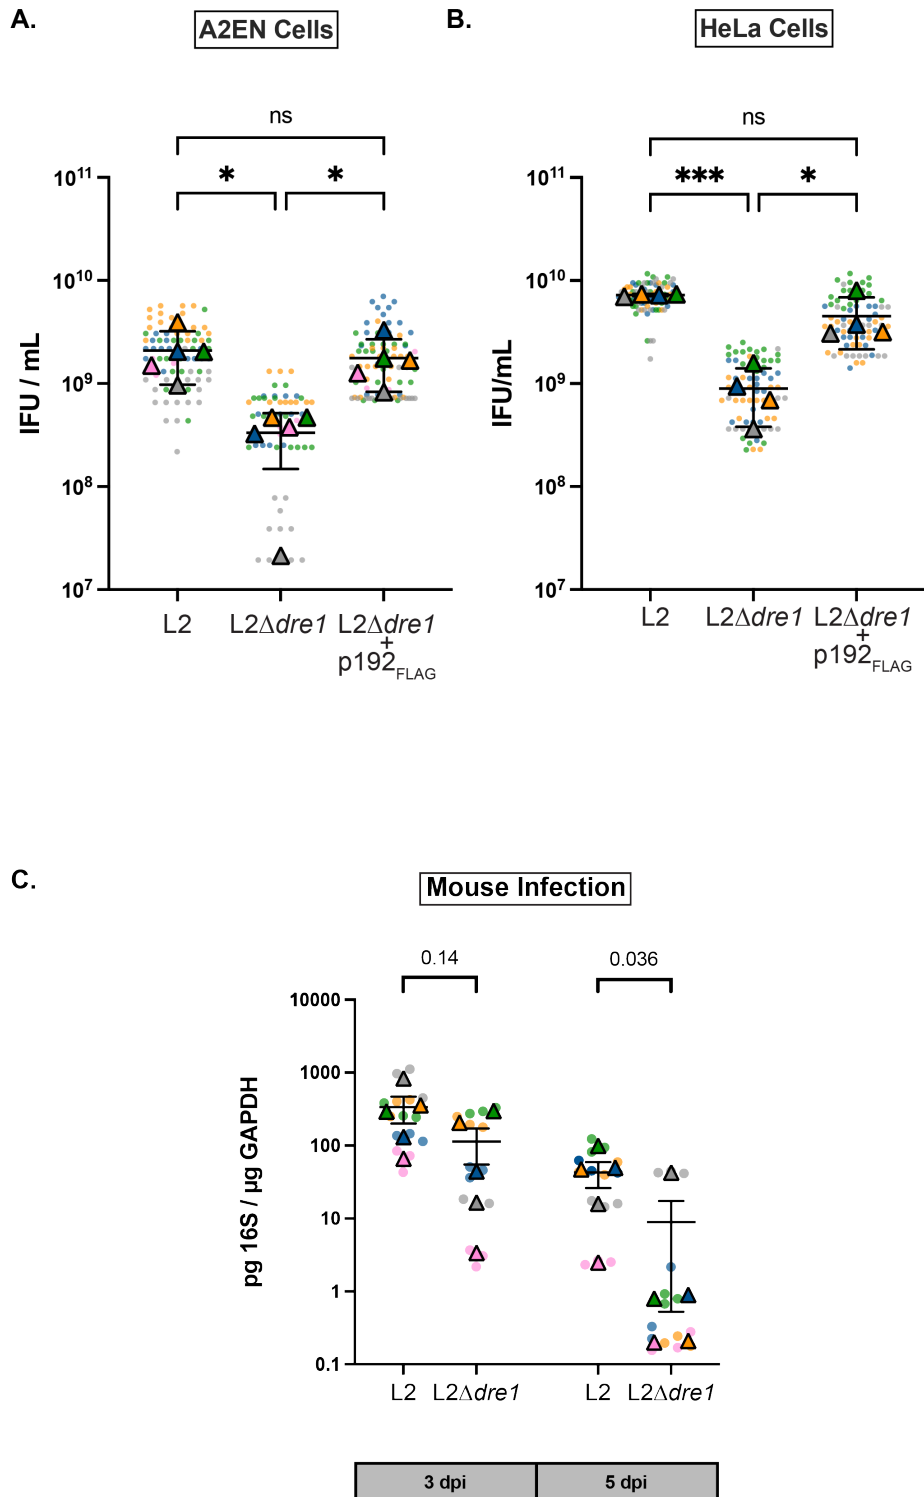 A.
A2EN Cells
ns
* *
10¹¹
10¹⁰
10⁹
10⁸
10⁷
IFU / mL
L2 L2Δdre1 L2Δdre1
+
p192FLAG
B.
HeLa Cells
ns
*** *
10¹¹
10¹⁰
10⁹
10⁸
10⁷
IFU/mL
L2 L2Δdre1 L2Δdre1
+
p192FLAG
C.
Mouse Infection
0.14 0.036
10000
1000
100
10
1
0.1
pg 16S / µg GAPDH
L2 L2Δdre1 L2 L2Δdre1
3 dpi 5 dpi